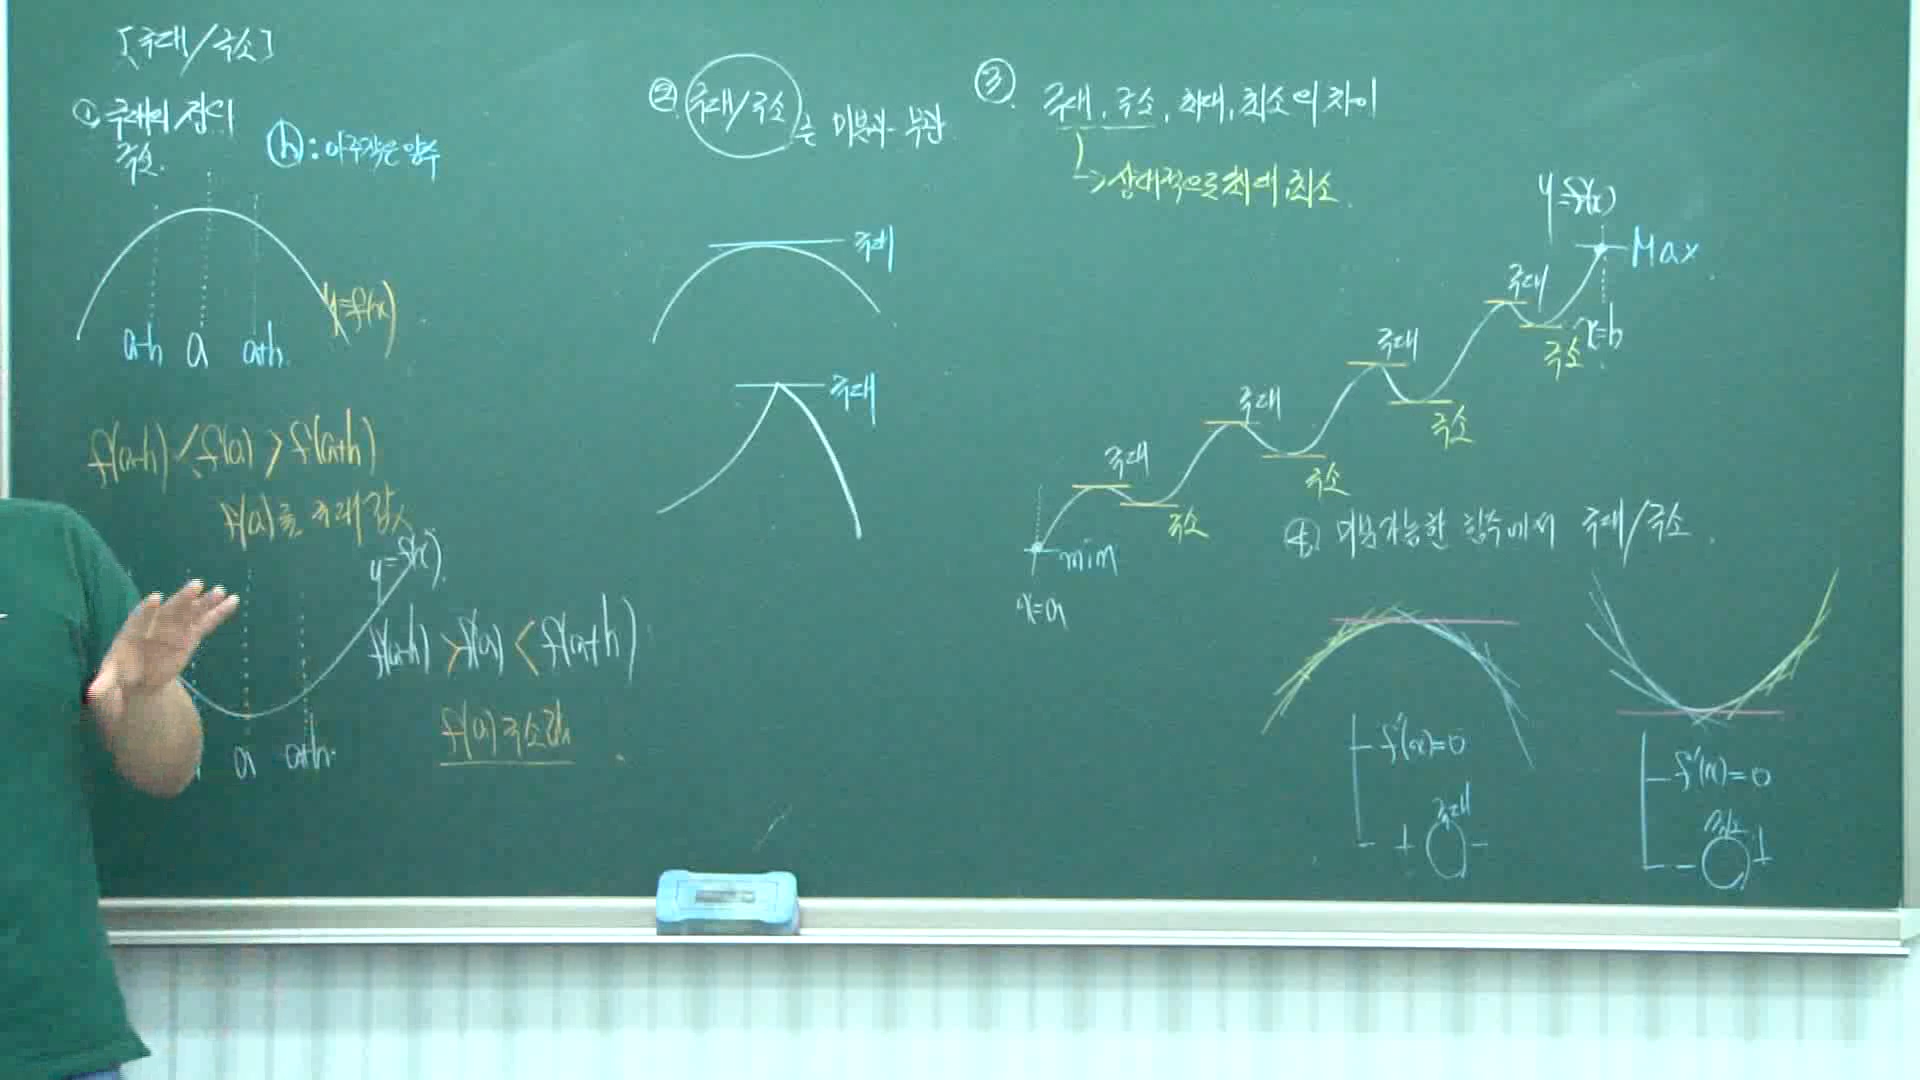 [극대/극소]
① 극대의 정의
극소.
ⓗ : 아주작은 양수
y=f(x)
a-h a a+h
f(a-h) < f(a) > f(a+h)
f(a)를 극대값
y=f(x)
f(a-h) > f(a) < f(a+h)
a a+h
f(a) 극소값
② 극대/극소는 미분과 무관
극대
극대
③ 극대, 극소, 최대, 최소의 차이
→ 상대적으로 최대, 최소.
y=f(x)
Max
극대
x=b
극소
극대
극소
극대
극소
극대
극소
min
x=a
④ 미분가능한 함수에서 극대/극소.
f'(x)=0
극대
+ -
f'(x)=0
극소
- +